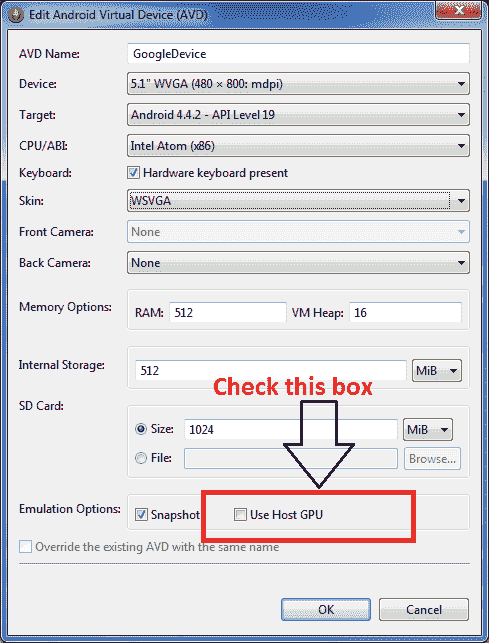 Edit Android Virtual Device (AVD)
AVD Name: GoogleDevice
Device: 5.1" WVGA (480 × 800: mdpi)
Target: Android 4.4.2 - API Level 19
CPU/ABI: Intel Atom (x86)
Keyboard: Hardware keyboard present
Skin: WSVGA
Front Camera: None
Back Camera: None
Memory Options: RAM: 512 VM Heap: 16
Internal Storage: 512 MiB
Check this box
SD Card:
Size: 1024 MiB
File: Browse...
Emulation Options: Snapshot Use Host GPU
Override the existing AVD with the same name
OK Cancel